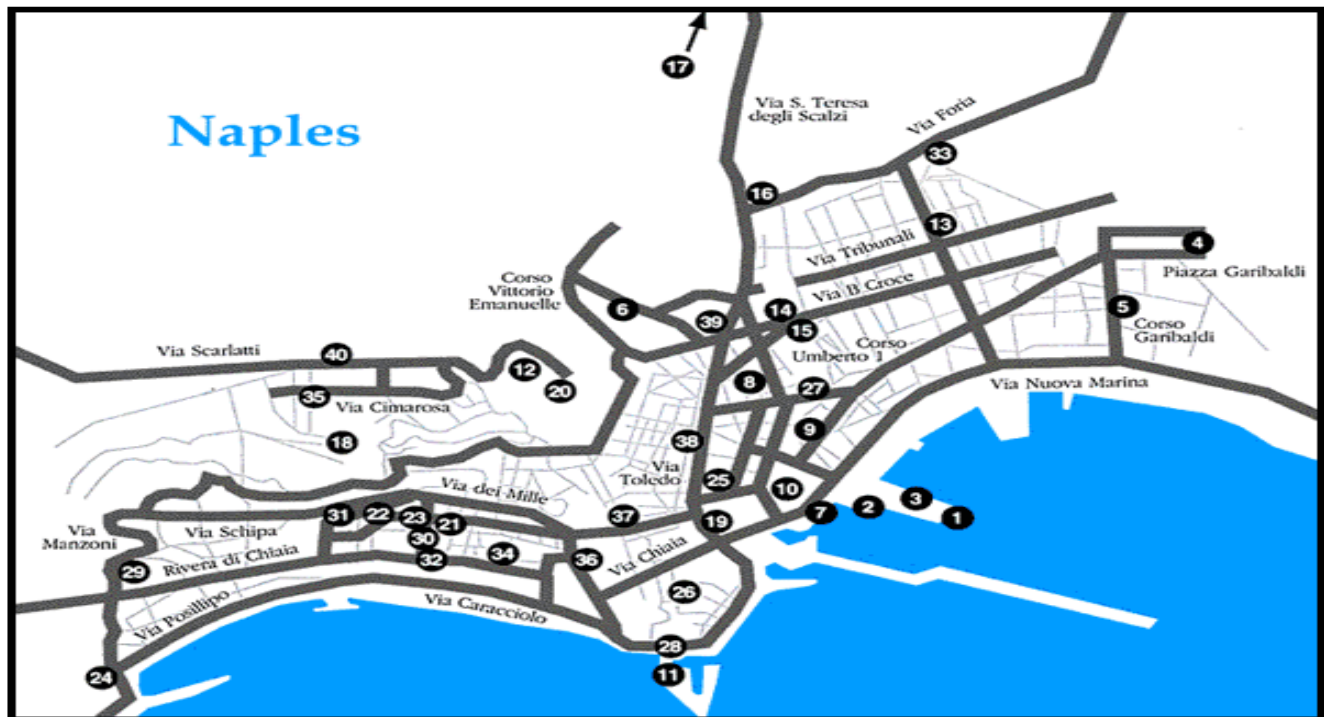 17
Via S. Teresa
degli Scalzi
Naples
Via Foria
33
16
13
Via Tribunali
4
Piazza Garibaldi
Corso
Vittorio
Emanuelle
Via B Croce
6
39
14
15
5
Corso
Garibaldi
Corso
Umberto I
Via Scarlatti
40
12
20
8
27
Via Nuova Marina
35
Via Cimarosa
18
38
9
Via
Toledo
25
10
Via dei Mille
3
2
1
7
31
22
23
21
37
19
Via
Manzoni
Via Schipa
30
34
36
Via Chiaia
29
Rivera di Chiaia
32
26
Via Posillipo
Via Caracciolo
28
24
11